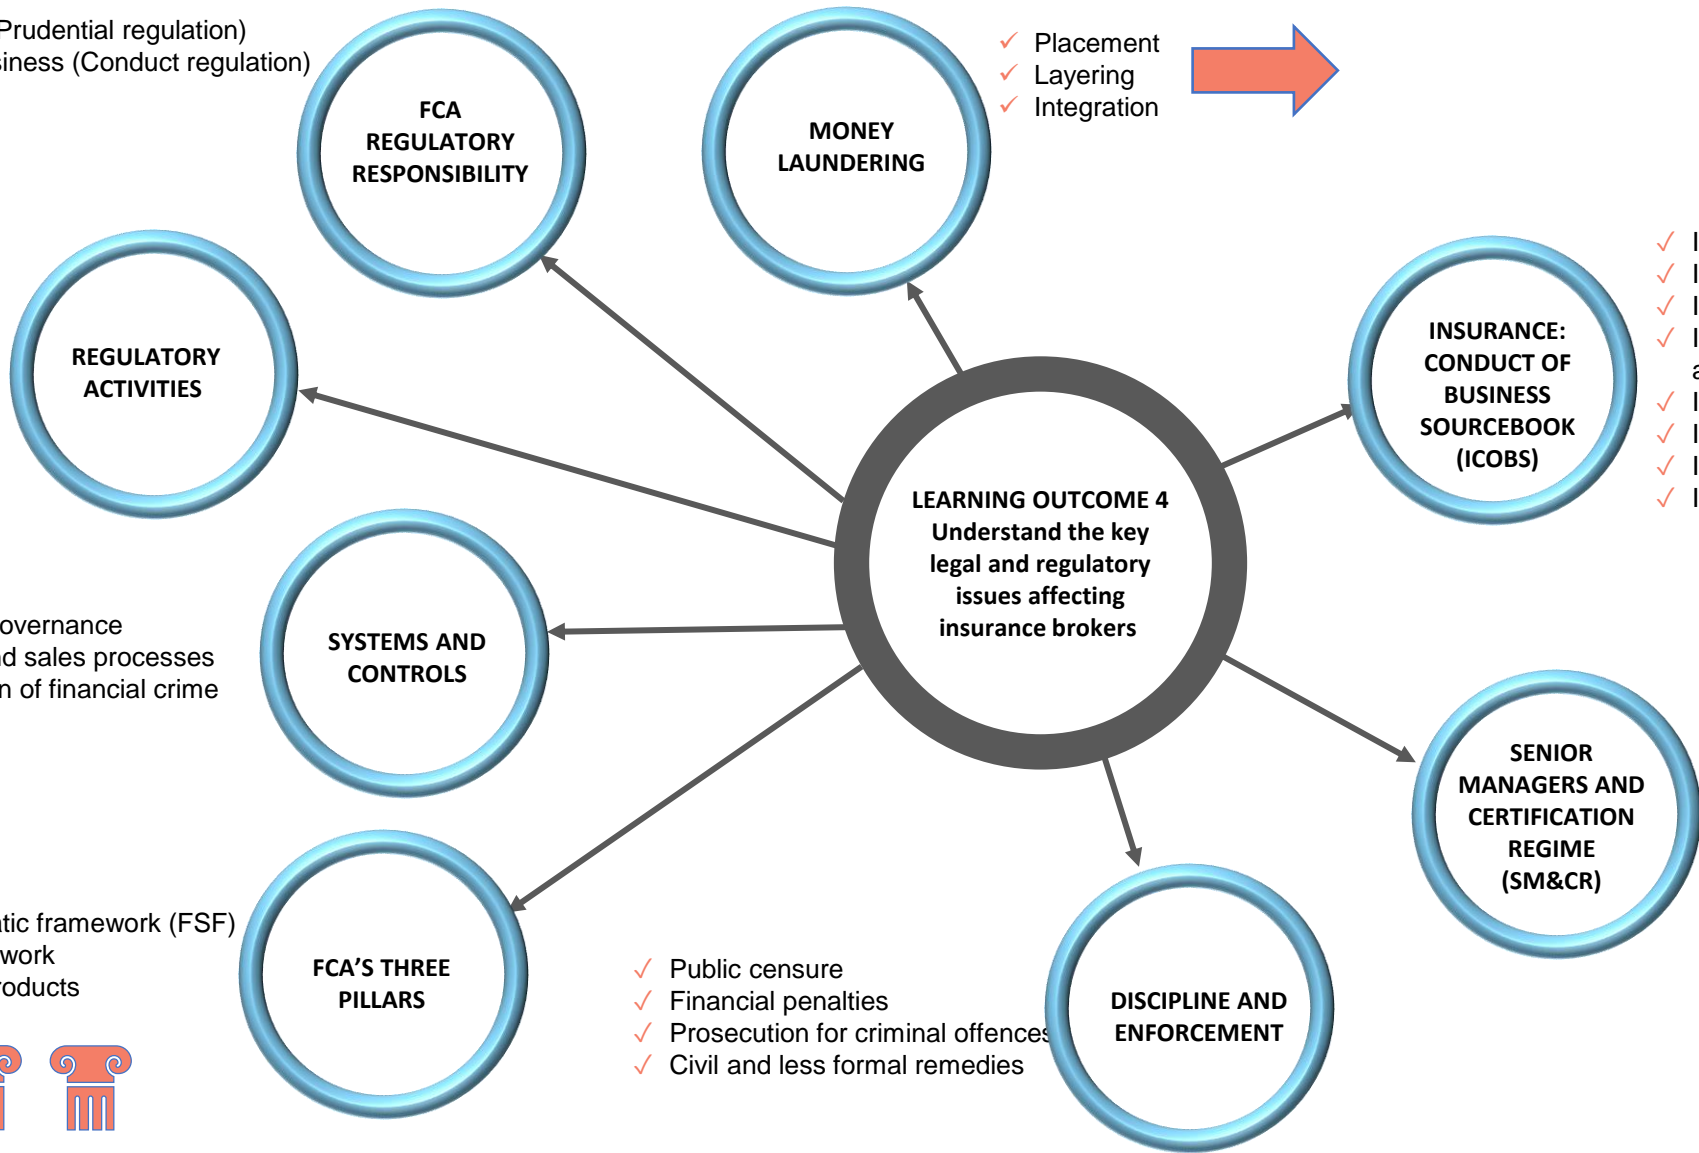 Prudential regulation)
siness (Conduct regulation)
FCA
REGULATORY
RESPONSIBILITY
MONEY
LAUNDERING
✓ Placement
✓ Layering
✓ Integration
REGULATORY
ACTIVITIES
INSURANCE:
CONDUCT OF
BUSINESS
SOURCEBOOK
(ICOBS)
LEARNING OUTCOME 4
Understand the key
legal and regulatory
issues affecting
insurance brokers
overnance
nd sales processes
n of financial crime
SYSTEMS AND
CONTROLS
SENIOR
MANAGERS AND
CERTIFICATION
REGIME
(SM&CR)
atic framework (FSF)
work
roducts
FCA'S THREE
PILLARS
✓ Public censure
✓ Financial penalties
✓ Prosecution for criminal offences
✓ Civil and less formal remedies
DISCIPLINE AND
ENFORCEMENT